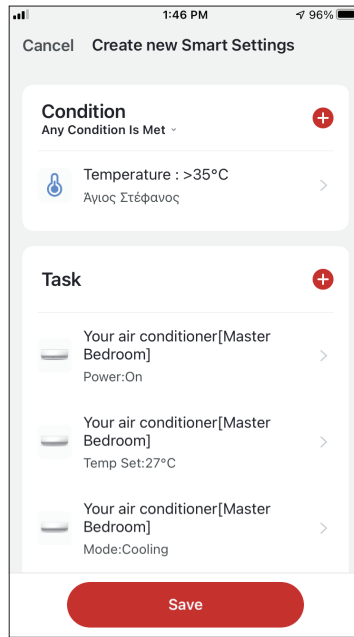 1:46 PM
96%
Cancel Create new Smart Settings
Condition
Any Condition Is Met
Temperature : >35°C
Άγιος Στέφανος
Task
Your air conditioner[Master
Bedroom]
Power:On
Your air conditioner[Master
Bedroom]
Temp Set:27°C
Your air conditioner[Master
Bedroom]
Mode:Cooling
Save